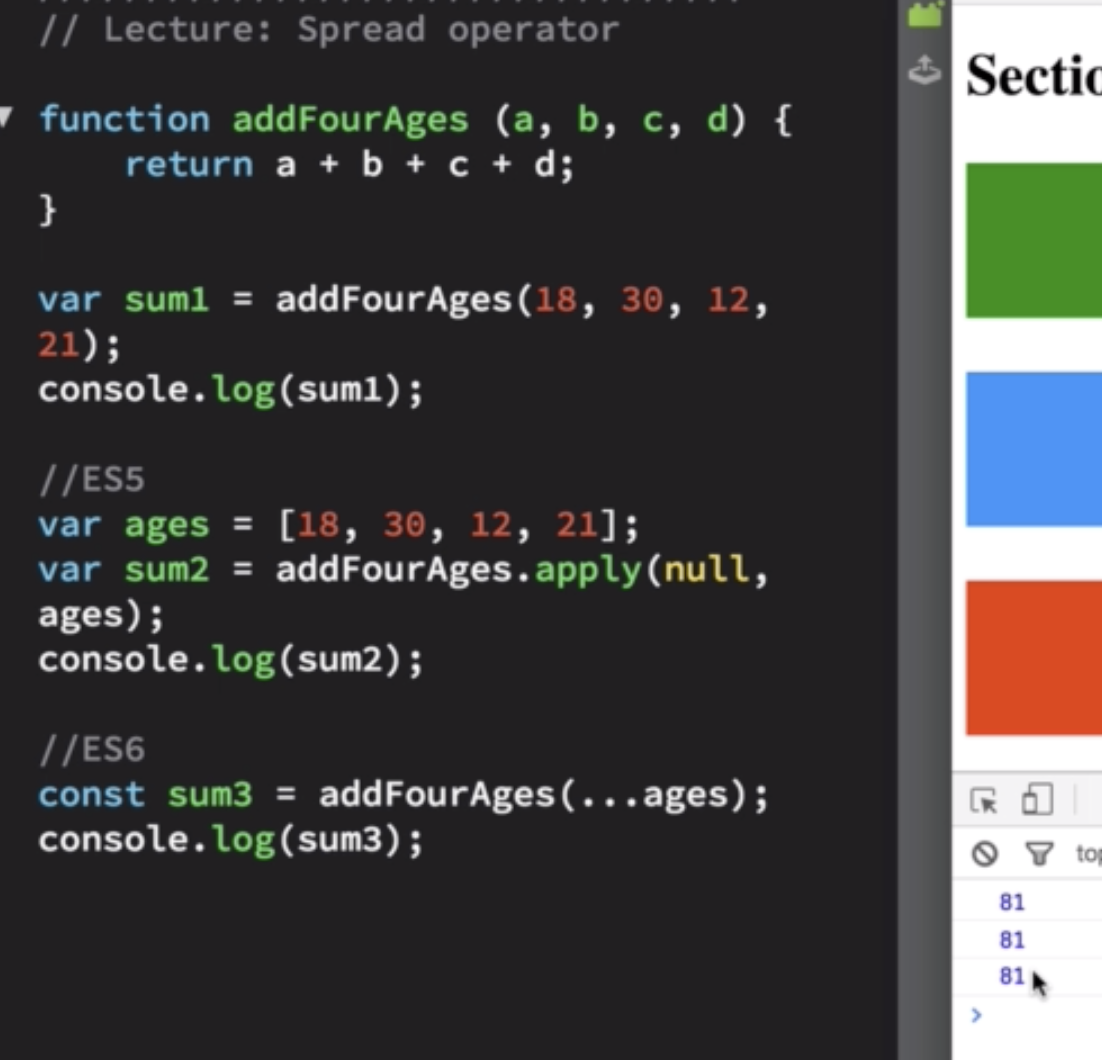 // Lecture: Spread operator
function addFourAges (a, b, c, d) {
    return a + b + c + d;
}
var sum1 = addFourAges(18, 30, 12,
21);
console.log(sum1);
//ES5
var ages = [18, 30, 12, 21];
var sum2 = addFourAges.apply(null,
ages);
console.log(sum2);
//ES6
const sum3 = addFourAges(...ages);
console.log(sum3);
Sectio
top
81
81
81